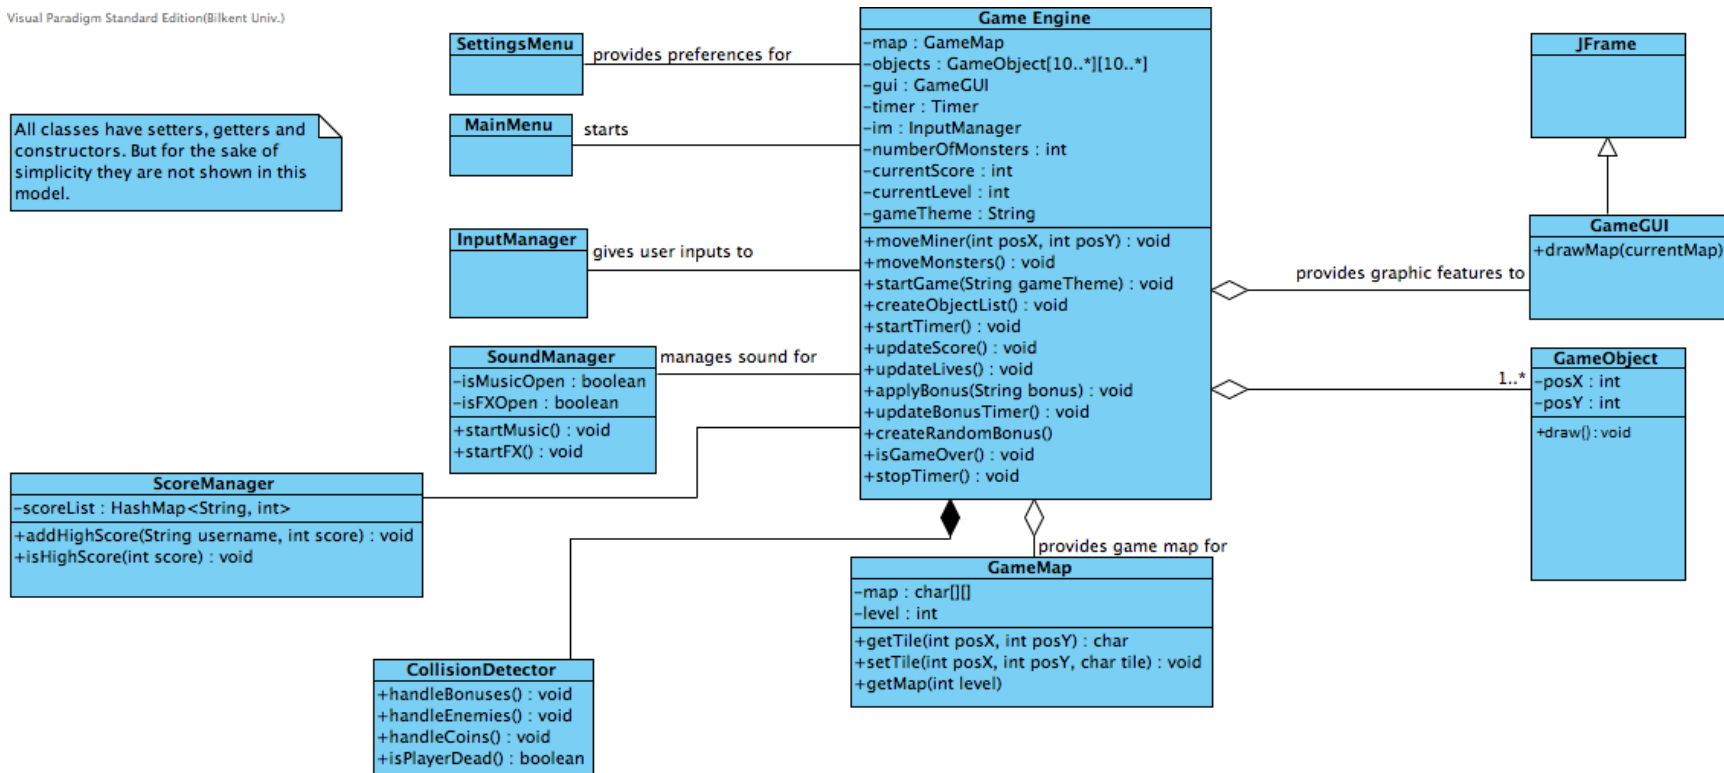 Visual Paradigm Standard Edition(Bilkent Univ.)
All classes have setters, getters and
constructors. But for the sake of
simplicity they are not shown in this
model.
SettingsMenu
provides preferences for
MainMenu
starts
InputManager
gives user inputs to
SoundManager
-isMusicOpen : boolean
-isFXOpen : boolean
+startMusic() : void
+startFX() : void
manages sound for
ScoreManager
-scoreList : HashMap<String, int>
+addHighScore(String username, int score) : void
+isHighScore(int score) : void
CollisionDetector
+handleBonuses() : void
+handleEnemies() : void
+handleCoins() : void
+isPlayerDead() : boolean
Game Engine
-map : GameMap
-objects : GameObject[10..*][10..*]
-gui : GameGUI
-timer : Timer
-im : InputManager
-numberOfMonsters : int
-currentScore : int
-currentLevel : int
-gameTheme : String
+moveMiner(int posX, int posY) : void
+moveMonsters() : void
+startGame(String gameTheme) : void
+createObjectList() : void
+startTimer() : void
+updateScore() : void
+updateLives() : void
+applyBonus(String bonus) : void
+updateBonusTimer() : void
+createRandomBonus()
+isGameOver() : void
+stopTimer() : void
provides game map for
GameMap
-map : char[][]
-level : int
+getTile(int posX, int posY) : char
+setTile(int posX, int posY, char tile) : void
+getMap(int level)
JFrame
GameGUI
+drawMap(currentMap)
provides graphic features to
1..*
GameObject
-posX : int
-posY : int
+draw() : void